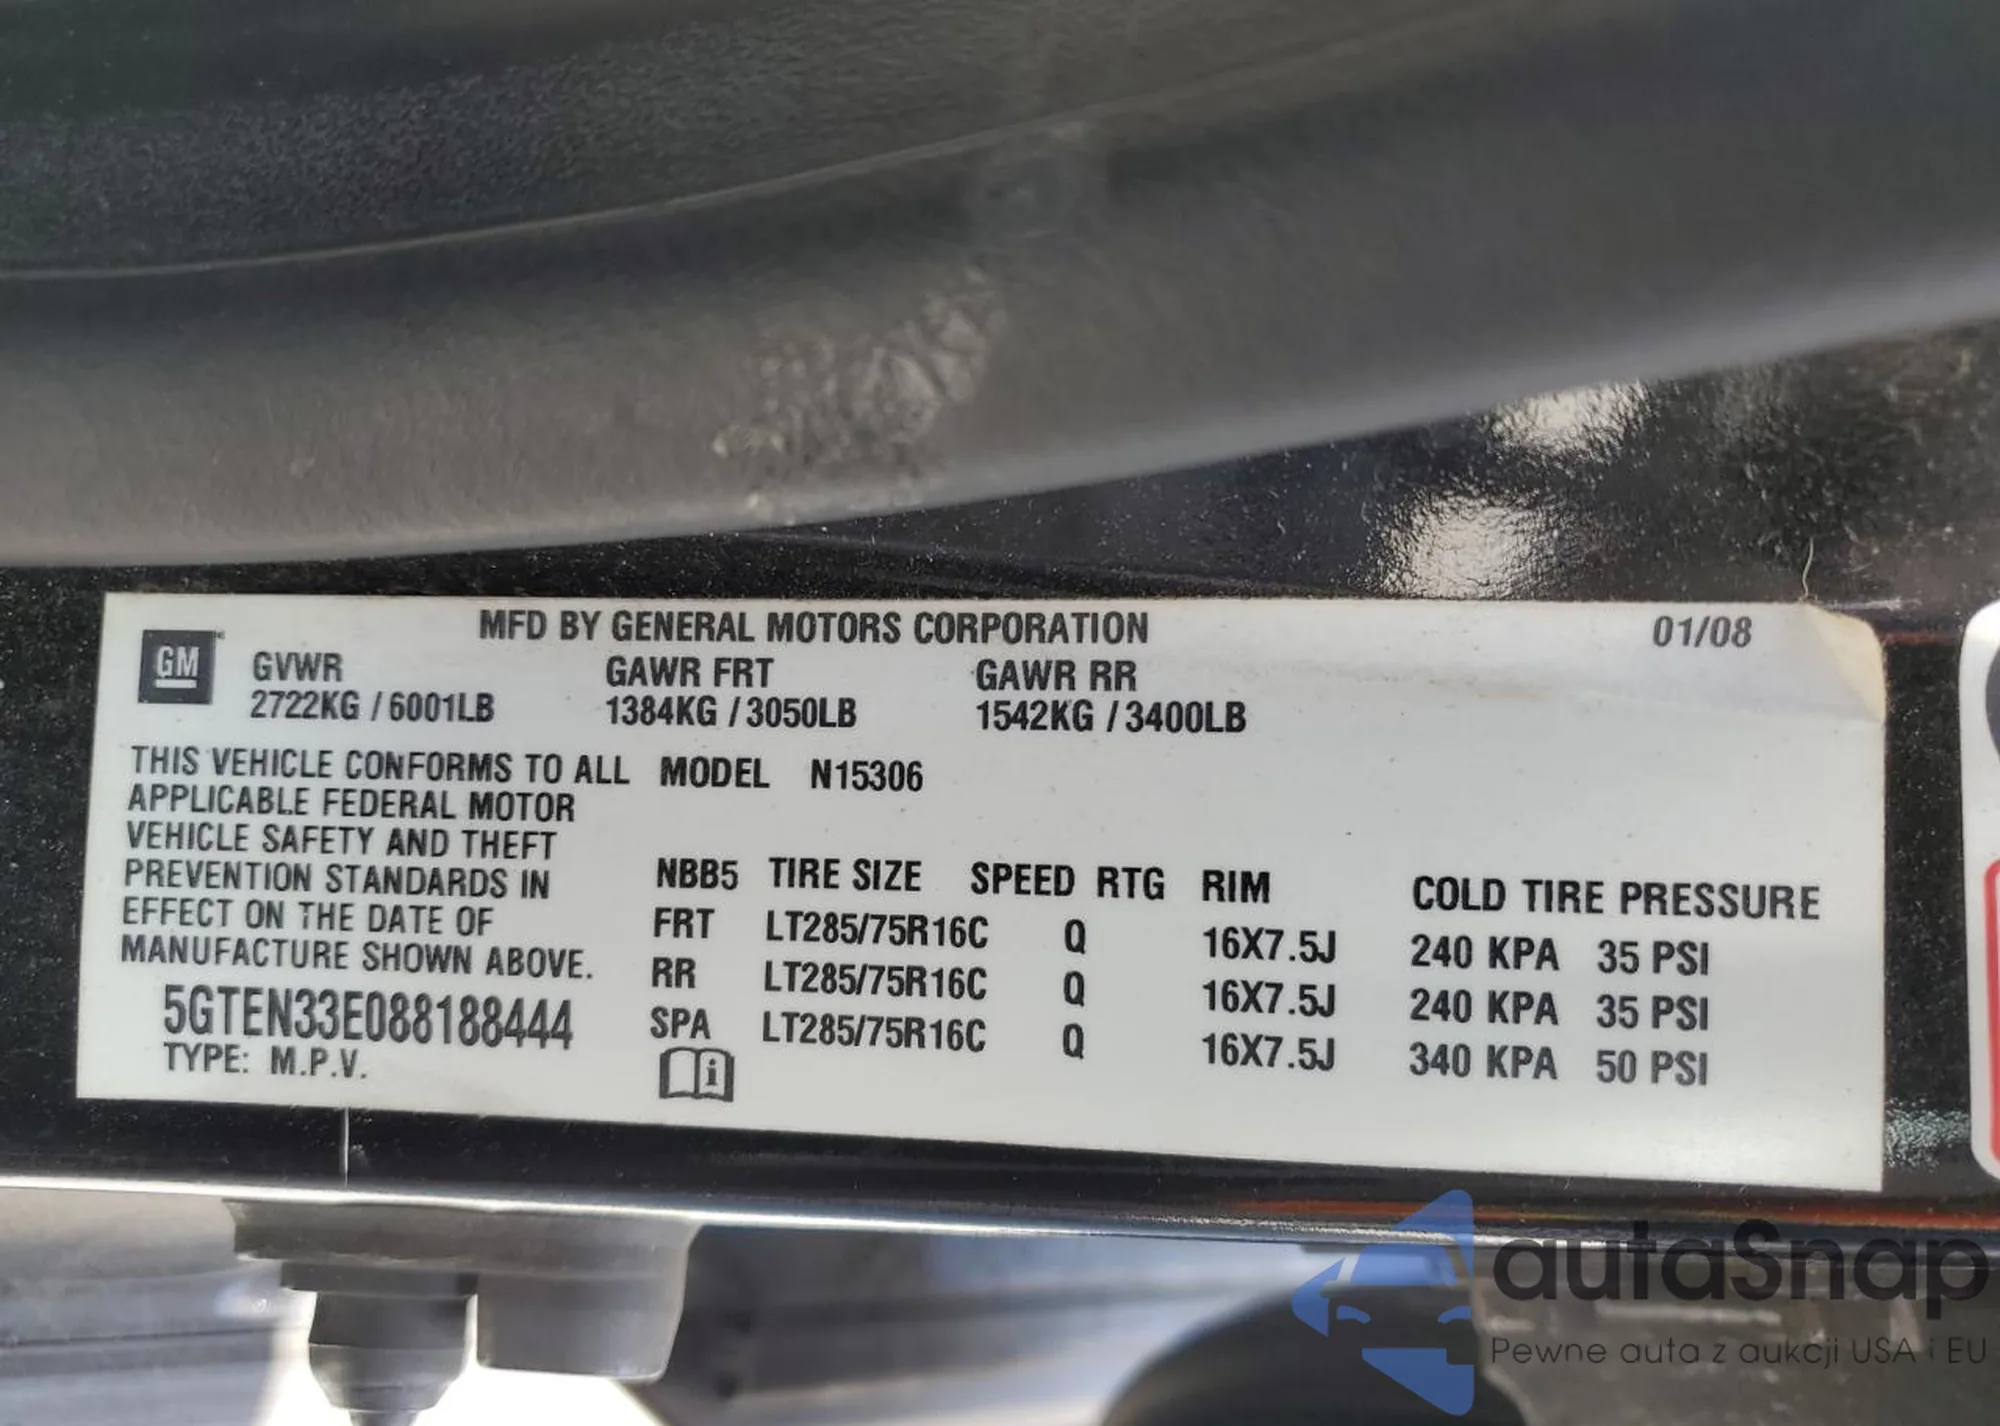 MFD BY GENERAL MOTORS CORPORATION 01/08
GM
GVWR GAWR FRT GAWR RR
2722KG / 6001LB 1384KG / 3050LB 1542KG / 3400LB
THIS VEHICLE CONFORMS TO ALL
APPLICABLE FEDERAL MOTOR
VEHICLE SAFETY AND THEFT
PREVENTION STANDARDS IN
EFFECT ON THE DATE OF
MANUFACTURE SHOWN ABOVE.
5GTEN33E088188444
TYPE: M.P.V.
MODEL N15306
NBB5 TIRE SIZE SPEED RTG RIM COLD TIRE PRESSURE
FRT LT285/75R16C Q 16X7.5J 240 KPA 35 PSI
RR LT285/75R16C Q 16X7.5J 240 KPA 35 PSI
SPA LT285/75R16C Q 16X7.5J 340 KPA 50 PSI
i
autaSnap
Pewne auta z aukcji USA i EU